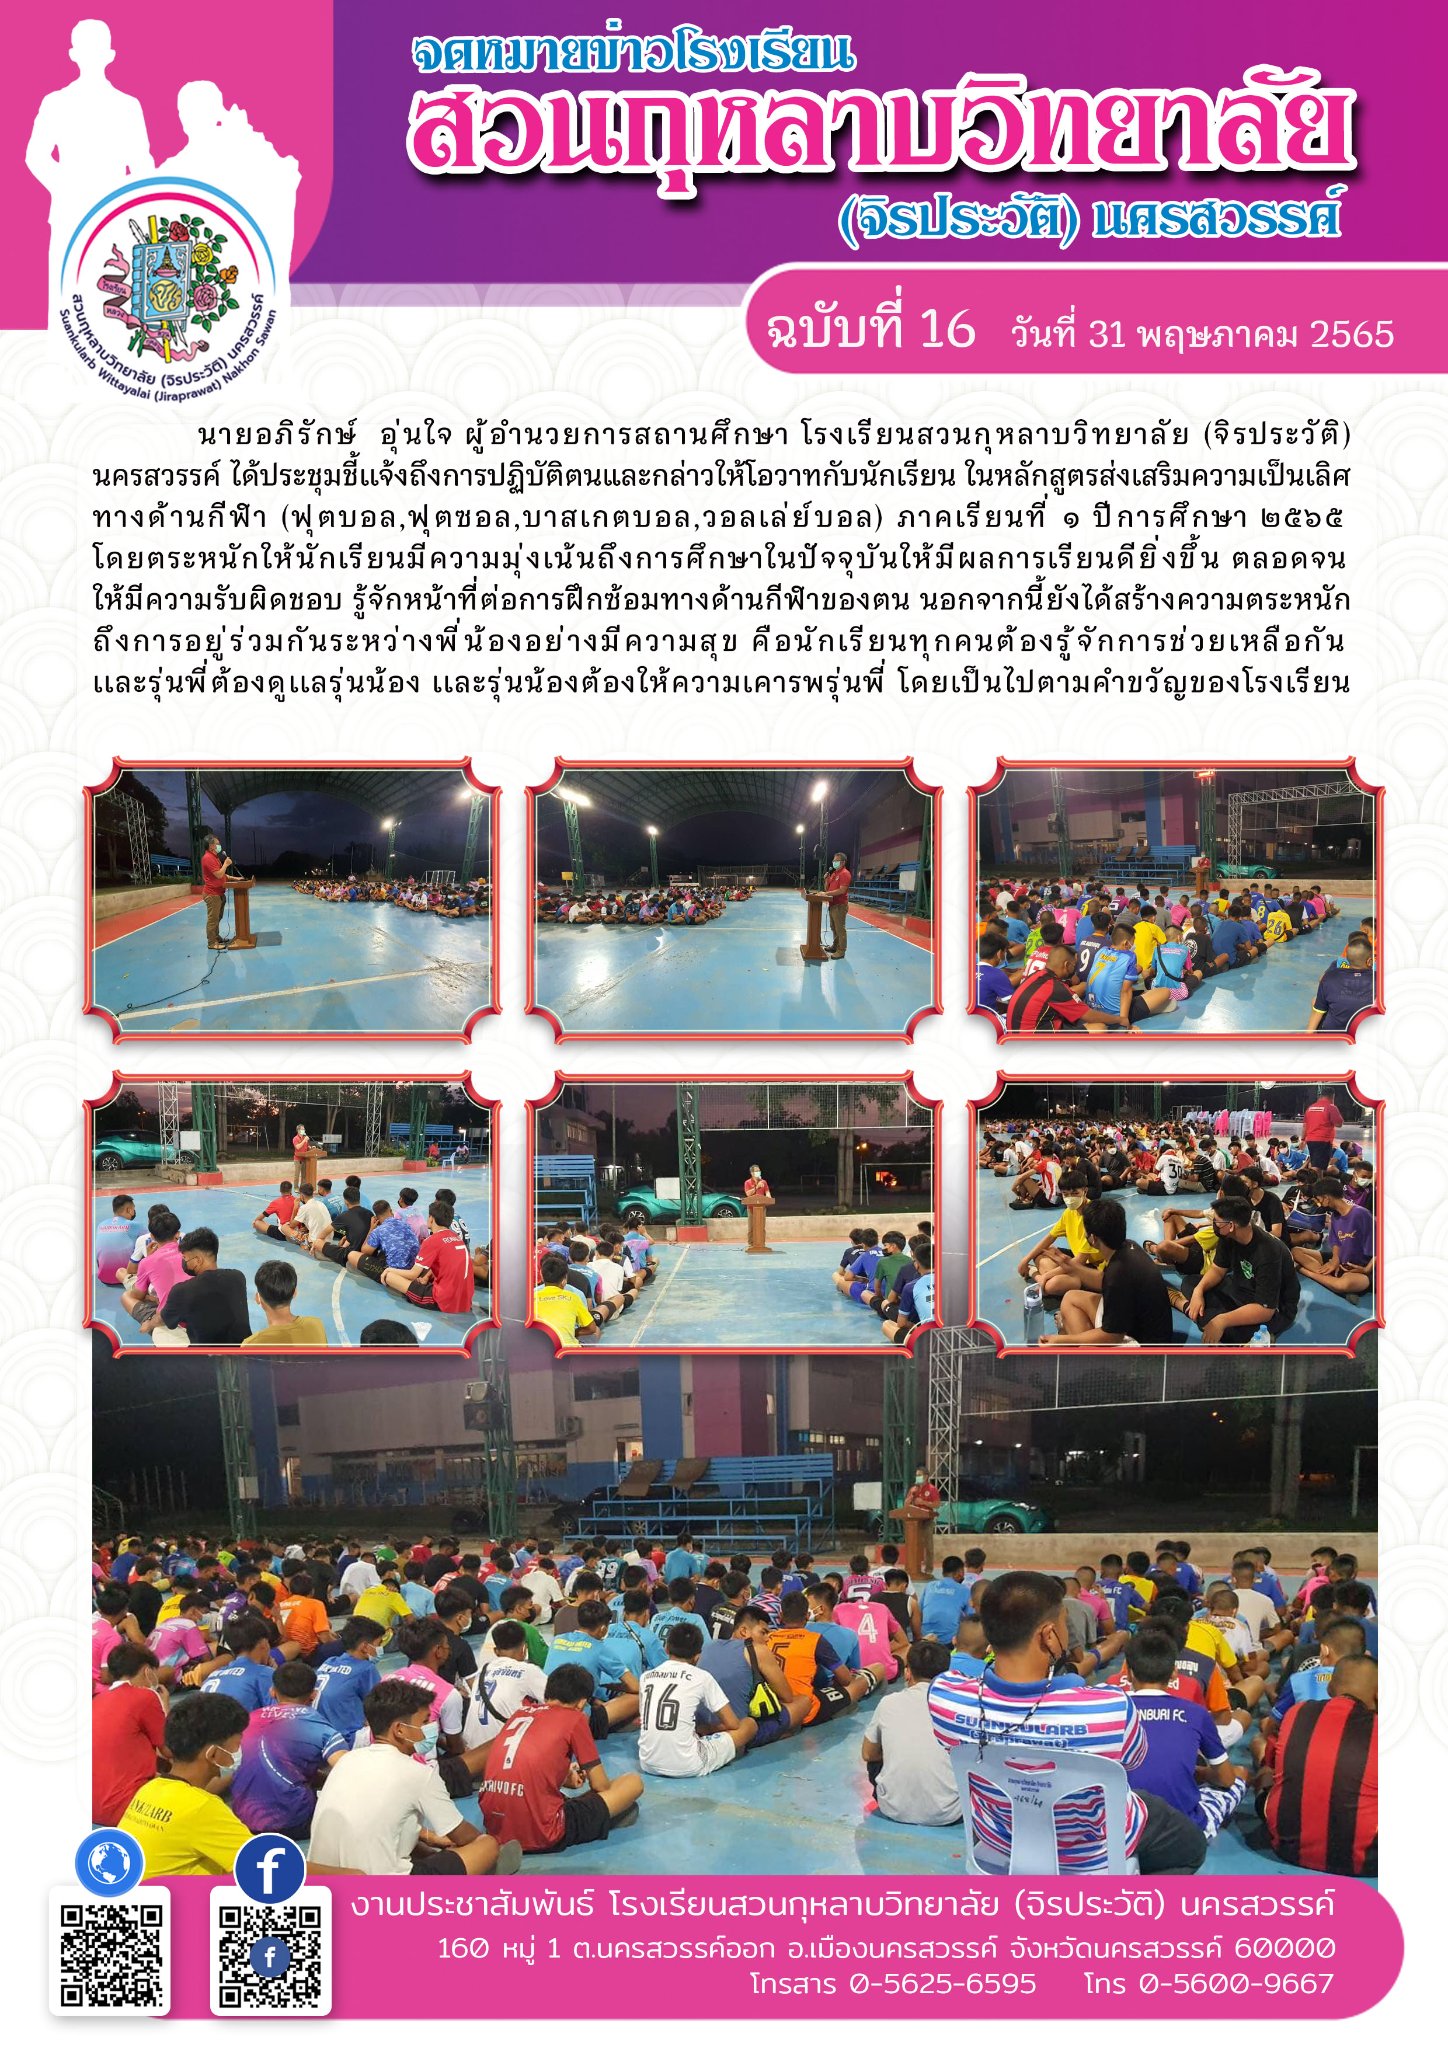 จดหมายข่าวโรงเรียน
สวนกุหลาบวิทยาลัย
(จิรประวัติ) นครสวรรค์
ฉบับที่ 16 วันที่ 31 พฤษภาคม 2565
โรงเรียน
หลวง
สวนกุหลาบวิทยาลัย (จิรประวัติ) นครสวรรค์
Suankularb Wittayalai (Jiraprawat) Nakhon Sawan
นายอภิรักษ์ อุ่นใจ ผู้อำนวยการสถานศึกษา โรงเรียนสวนกุหลาบวิทยาลัย (จิรประวัติ)
นครสวรรค์ ได้ประชุมชี้แจ้งถึงการปฏิบัติตนและกล่าวให้โอวาทกับนักเรียน ในหลักสูตรส่งเสริมความเป็นเลิศ
ทางด้านกีฬา (ฟุตบอล,ฟุตซอล,บาสเกตบอล,วอลเล่ย์บอล) ภาคเรียนที่ ๑ ปีการศึกษา ๒๕๖๕
โดยตระหนักให้นักเรียนมีความมุ่งเน้นถึงการศึกษาในปัจจุบันให้มีผลการเรียนดียิ่งขึ้น ตลอดจน
ให้มีความรับผิดชอบ รู้จักหน้าที่ต่อการฝึกซ้อมทางด้านกีฬาของตน นอกจากนี้ยังได้สร้างความตระหนัก
ถึงการอยู่ร่วมกันระหว่างพี่น้องอย่างมีความสุข คือนักเรียนทุกคนต้องรู้จักการช่วยเหลือกัน
และรุ่นพี่ต้องดูแลรุ่นน้อง และรุ่นน้องต้องให้ความเคารพรุ่นพี่ โดยเป็นไปตามคำขวัญของโรงเรียน
9
7
4
26
7
Love SKJ
16
4
5
SUANKULARB
(Jiraprawat)
NBURI FC.
งานประชาสัมพันธ์ โรงเรียนสวนกุหลาบวิทยาลัย (จิรประวัติ) นครสวรรค์
160 หมู่ 1 ต.นครสวรรค์ออก อ.เมืองนครสวรรค์ จังหวัดนครสวรรค์ 60000
โทรสาร 0-5625-6595 โทร 0-5600-9667